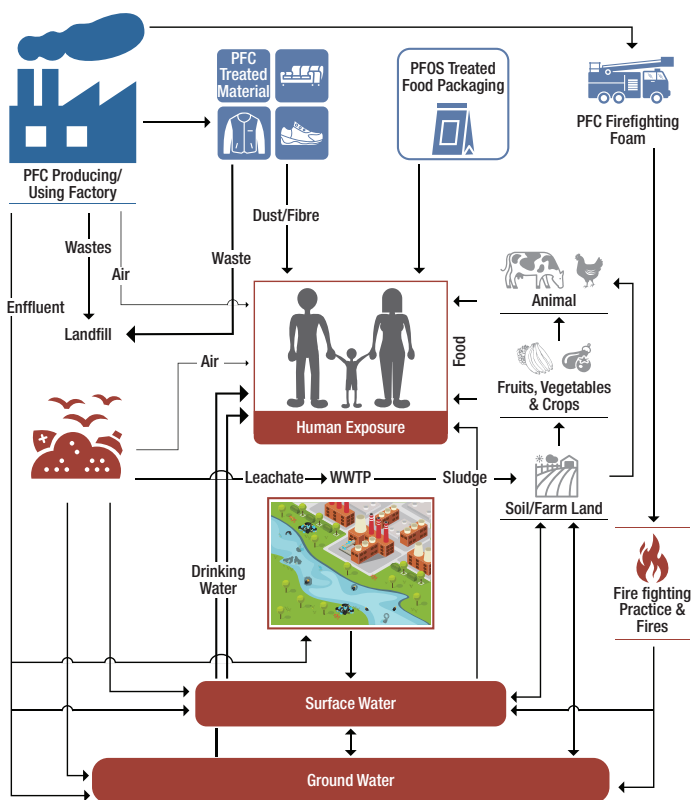 PFC
Treated
Material
PFOS Treated
Food Packaging
PFC Firefighting
Foam
PFC Producing/
Using Factory
Dust/Fibre
Wastes
Waste
Air
Enffluent
Landfill
Animal
Food
Air
Fruits, Vegetables
& Crops
Human Exposure
Leachate
WWTP
Sludge
Soil/Farm Land
Drinking
Water
Fire fighting
Practice &
Fires
Surface Water
Ground Water